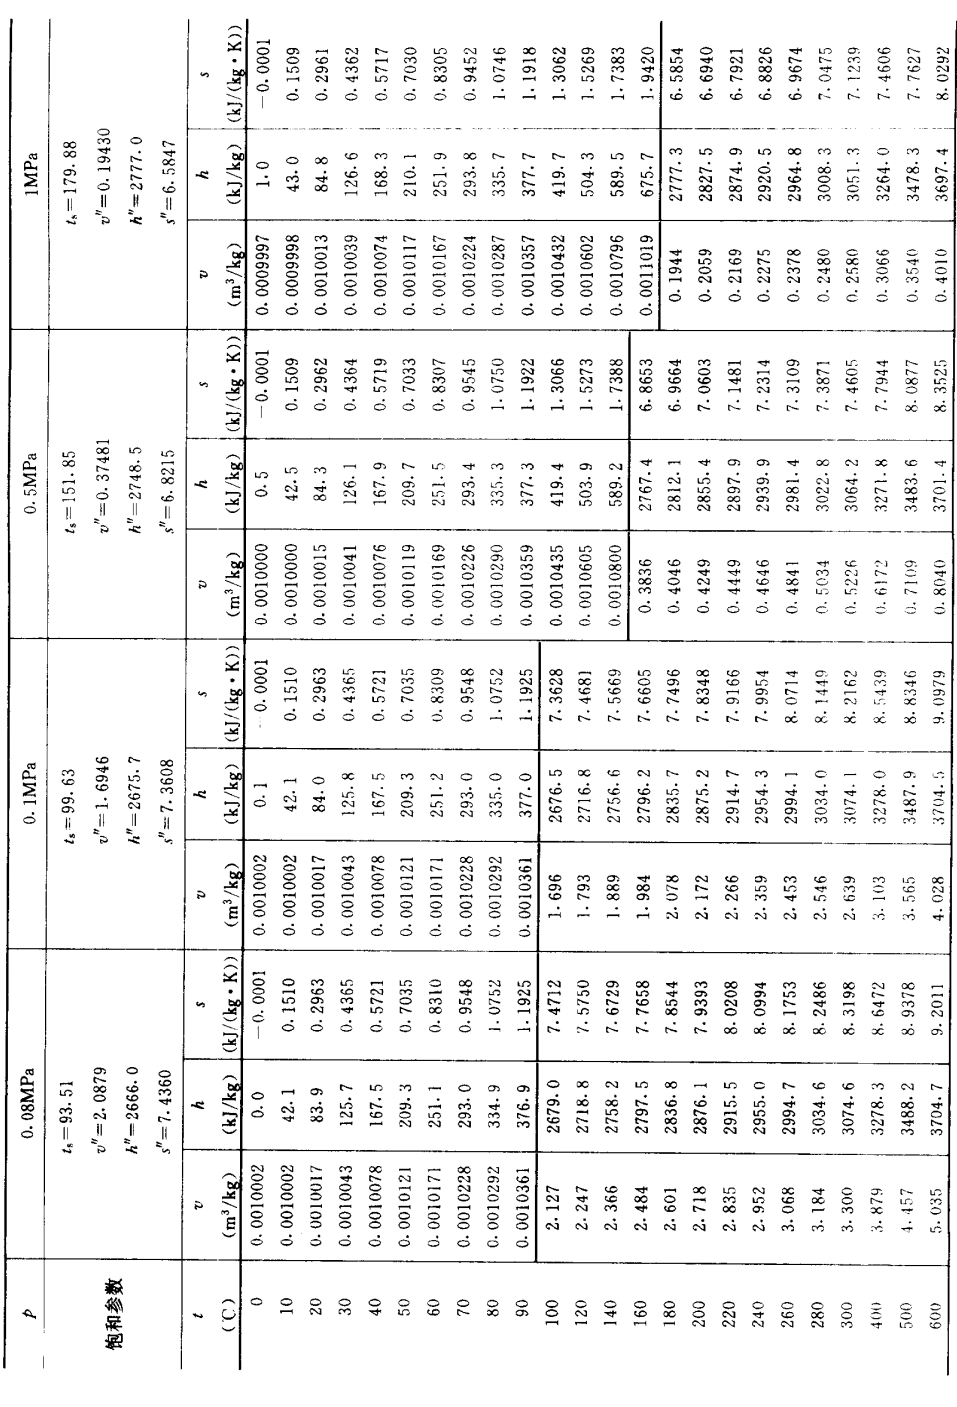 p 0.08MPa 0.1MPa 0.5MPa 1MPa
饱和参数 tₛ=93.51 tₛ=99.63 tₛ=151.85 tₛ=179.88
v″=2.0879 v″=1.6946 v″=0.37481 v″=0.19430
h″=2666.0 h″=2675.7 h″=2748.5 h″=2777.0
s″=7.4360 s″=7.3608 s″=6.8215 s″=6.5847
t v h s v h s v h s v h s
(℃) (m³/kg) (kJ/kg) (kJ/(kg·K)) (m³/kg) (kJ/kg) (kJ/(kg·K)) (m³/kg) (kJ/kg) (kJ/(kg·K)) (m³/kg) (kJ/kg) (kJ/(kg·K))
0 0.0010002 0.0 −0.0001 0.0010002 0.1 −0.0001 0.0010000 0.5 −0.0001 0.0009997 1.0 −0.0001
10 0.0010002 42.1 0.1510 0.0010002 42.1 0.1510 0.0010000 42.5 0.1509 0.0009998 43.0 0.1509
20 0.0010017 83.9 0.2963 0.0010017 84.0 0.2963 0.0010015 84.3 0.2962 0.0010013 84.8 0.2961
30 0.0010043 125.7 0.4365 0.0010043 125.8 0.4365 0.0010041 126.1 0.4364 0.0010039 126.6 0.4362
40 0.0010078 167.5 0.5721 0.0010078 167.5 0.5721 0.0010076 167.9 0.5719 0.0010074 168.3 0.5717
50 0.0010121 209.3 0.7035 0.0010121 209.3 0.7035 0.0010119 209.7 0.7033 0.0010117 210.1 0.7030
60 0.0010171 251.1 0.8310 0.0010171 251.2 0.8309 0.0010169 251.5 0.8307 0.0010167 251.9 0.8305
70 0.0010228 293.0 0.9548 0.0010228 293.0 0.9548 0.0010226 293.4 0.9545 0.0010224 293.8 0.9452
80 0.0010292 334.9 1.0752 0.0010292 335.0 1.0752 0.0010290 335.3 1.0750 0.0010287 335.7 1.0746
90 0.0010361 376.9 1.1925 0.0010361 377.0 1.1925 0.0010359 377.3 1.1922 0.0010357 377.7 1.1918
100 2.127 2679.0 7.4712 1.696 2676.5 7.3628 0.0010435 419.4 1.3066 0.0010432 419.7 1.3062
120 2.247 2718.8 7.5750 1.793 2716.8 7.4681 0.0010605 503.9 1.5273 0.0010602 504.3 1.5269
140 2.366 2758.2 7.6729 1.889 2756.6 7.5669 0.0010800 589.2 1.7388 0.0010796 589.5 1.7383
160 2.484 2797.5 7.7658 1.984 2796.2 7.6605 0.3836 2767.4 6.8653 0.0011019 675.7 1.9420
180 2.601 2836.8 7.8544 2.078 2835.7 7.7496 0.4046 2812.1 6.9664 0.1944 2777.3 6.5854
200 2.718 2876.1 7.9393 2.172 2875.2 7.8348 0.4249 2855.4 7.0603 0.2059 2827.5 6.6940
220 2.835 2915.5 8.0208 2.266 2914.7 7.9166 0.4449 2897.9 7.1481 0.2169 2874.9 6.7921
240 2.952 2955.0 8.0994 2.359 2954.3 7.9954 0.4646 2939.9 7.2314 0.2275 2920.5 6.8826
260 3.068 2994.7 8.1753 2.453 2994.1 8.0714 0.4841 2981.4 7.3109 0.2378 2964.8 6.9674
280 3.184 3034.6 8.2486 2.546 3034.0 8.1449 0.5034 3022.8 7.3871 0.2480 3008.3 7.0475
300 3.300 3074.6 8.3198 2.639 3074.1 8.2162 0.5226 3064.2 7.4605 0.2580 3051.3 7.1239
400 3.879 3278.3 8.6472 3.103 3278.0 8.5439 0.6172 3271.8 7.7944 0.3066 3264.0 7.4606
500 4.457 3488.2 8.9378 3.565 3487.9 8.8346 0.7109 3483.6 8.0877 0.3540 3478.3 7.7627
600 5.035 3704.7 9.2011 4.028 3704.5 9.0979 0.8040 3701.4 8.3525 0.4010 3697.4 8.0292